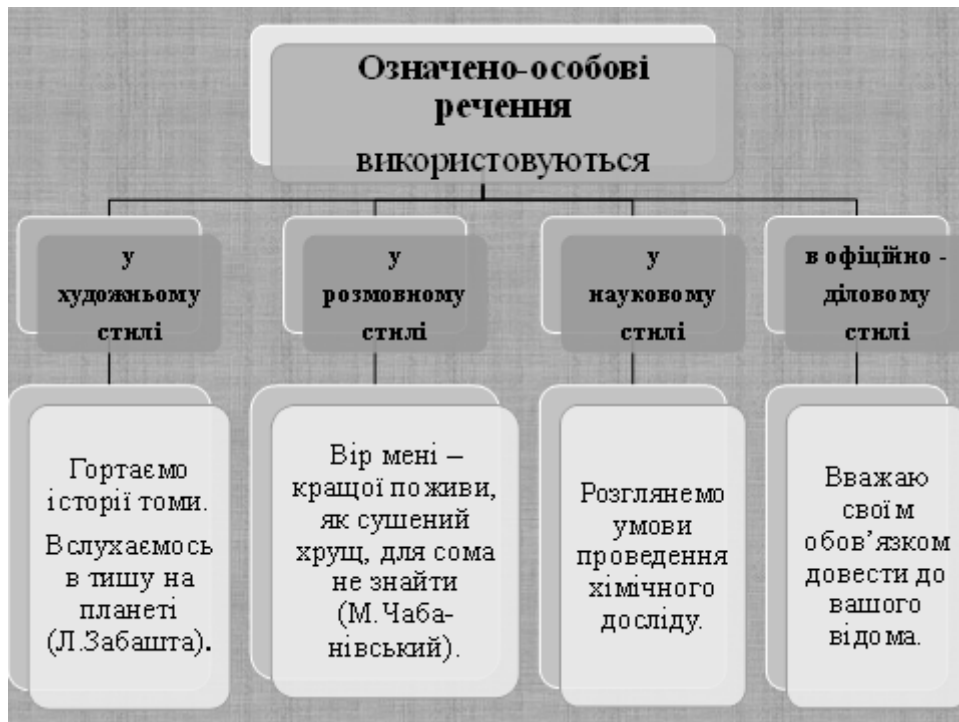 Означено-особові
речення
використовуються
у
художньому
стилі
у
розмовному
стилі
у
науковому
стилі
в офіційно -
діловому
стилі
Гортаємо
історії томи.
Вслухаємось
в тишу на
планеті
(Л.Забашта).
Вір мені –
кращої поживи,
як сушений
хрущ, для сома
не знайти
(М.Чаба-
нівський).
Розглянемо
умови
проведення
хімічного
досліду.
Вважаю
своїм
обов’язком
довести до
вашого
відома.